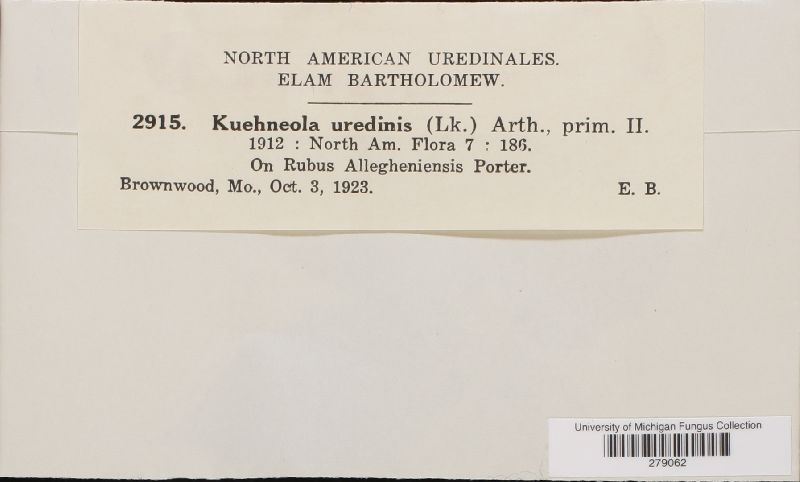 NORTH AMERICAN UREDINALES.
ELAM BARTHOLOMEW.
2915. Kuehneola uredinis (Lk.) Arth., prim. II.
1912 : North Am. Flora 7 : 186.
On Rubus Allegheniensis Porter.
Brownwood, Mo., Oct. 3, 1923. E. B.
University of Michigan Fungus Collection
279062